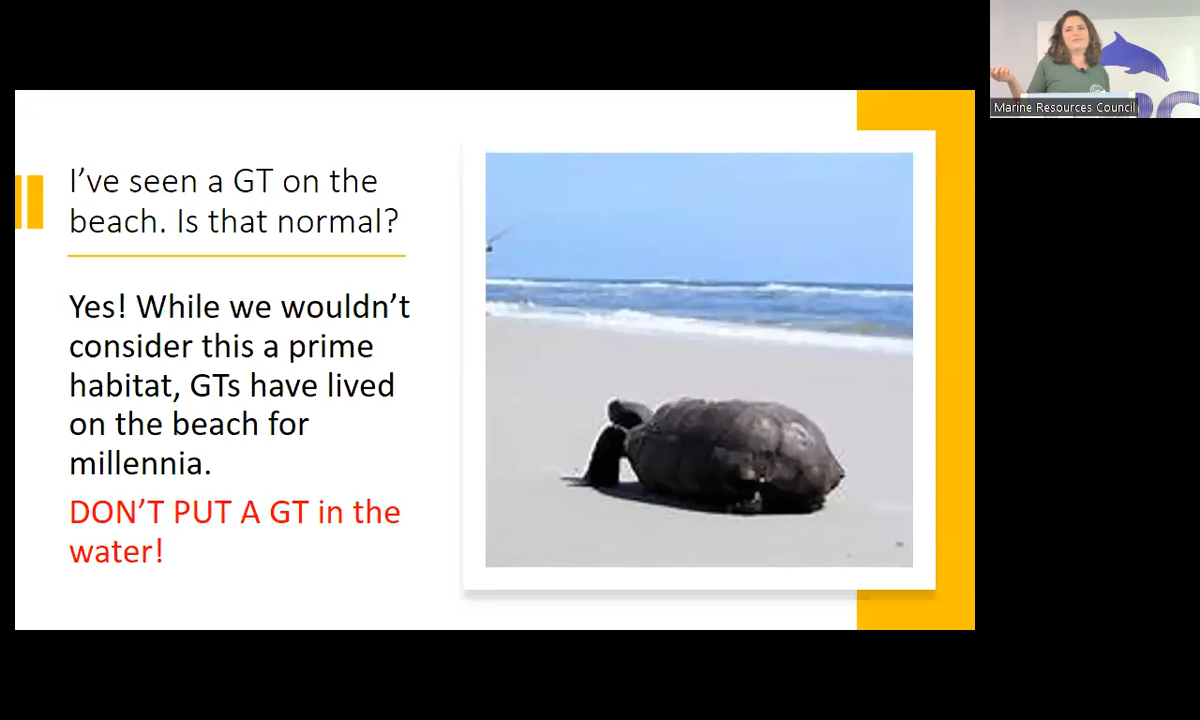 I’ve seen a GT on the
beach. Is that normal?
Yes! While we wouldn’t
consider this a prime
habitat, GTs have lived
on the beach for
millennia.
DON’T PUT A GT in the
water!
Marine Resources Council